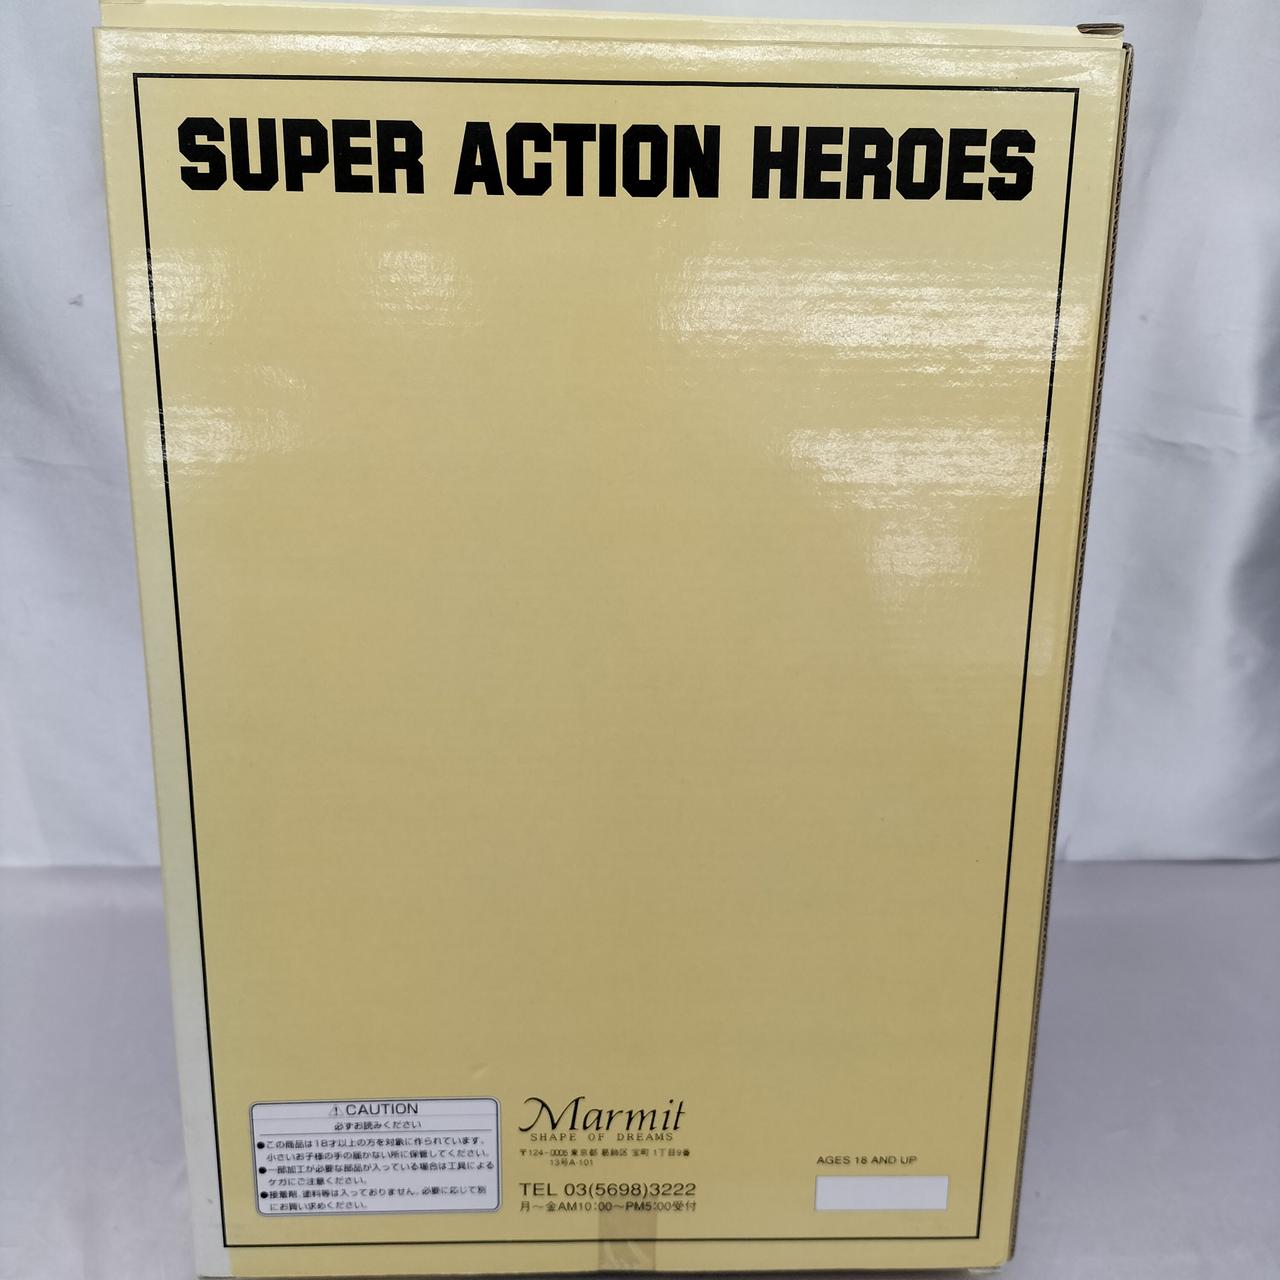 SUPER ACTION HEROES
⚠CAUTION
必ずお読みください
●この商品は18才以上の方を対象に作られています。
小さいお子様の手の届かない所に保管してください。
●一部加工が必要な部品が入っている場合は工具による
ケガにご注意ください。
●接着剤、塗料等は入っておりません。必要に応じて別
にお買い求めください。
Marmit
SHAPE OF DREAMS
〒124-0005 東京都 葛飾区 宝町 1丁目9番
13号A-101
TEL 03(5698)3222
月～金AM10:00～PM5:00受付
AGES 18 AND UP